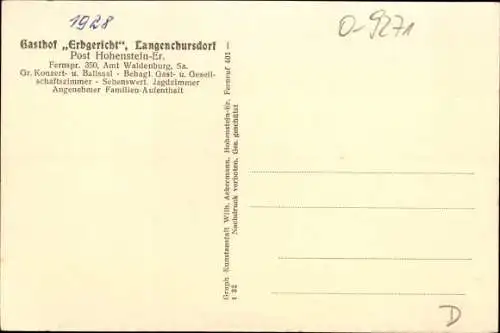 1928
O-9271
Gasthof „Erbgericht“, Langenchursdorf
Post Hohenstein-Er.
Fernspr. 350, Amt Waldenburg, Sa.
Gr. Konzert- u. Ballsaal - Behagl. Gast- u. Gesell-
schaftszimmer - Sehenswert. Jagdzimmer
Angenehmer Familien-Aufenthalt
Graph. Kunstanstalt Wilh. Ackermann, Hohenstein-Er. Fernruf 401 —
Nachdruck verboten. Ges. geschützt
D